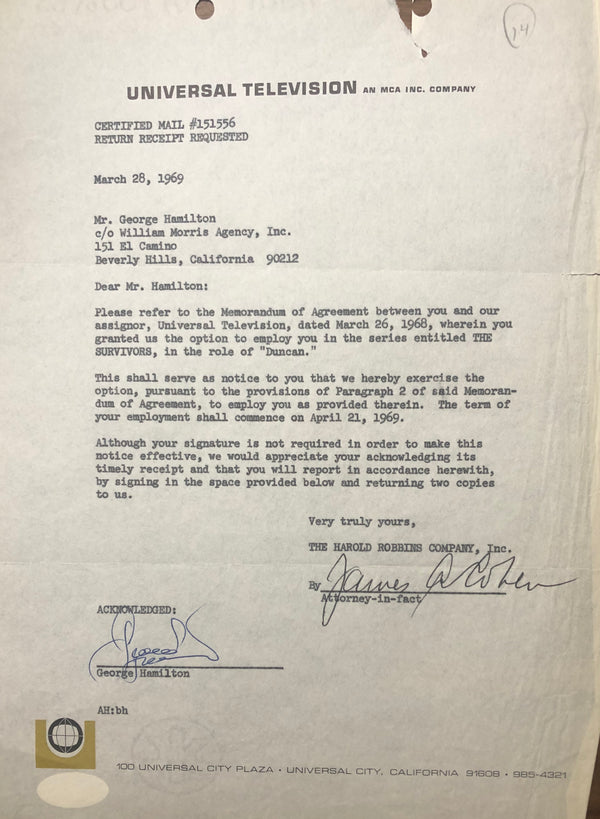 14
UNIVERSAL TELEVISION AN MCA INC. COMPANY
CERTIFIED MAIL #151556
RETURN RECEIPT REQUESTED
March 28, 1969
Mr. George Hamilton
c/o William Morris Agency, Inc.
151 El Camino
Beverly Hills, California 90212
Dear Mr. Hamilton:
Please refer to the Memorandum of Agreement between you and our
assignor, Universal Television, dated March 26, 1968, wherein you
granted us the option to employ you in the series entitled THE
SURVIVORS, in the role of "Duncan."
This shall serve as notice to you that we hereby exercise the
option, pursuant to the provisions of Paragraph 2 of said Memoran-
dum of Agreement, to employ you as provided therein. The term of
your employment shall commence on April 21, 1969.
Although your signature is not required in order to make this
notice effective, we would appreciate your acknowledging its
timely receipt and that you will report in accordance herewith,
by signing in the space provided below and returning two copies
to us.
Very truly yours,
THE HAROLD ROBBINS COMPANY, Inc.
By James A Cohen
Attorney-in-fact
ACKNOWLEDGED:
George Hamilton
AH:bh
100 UNIVERSAL CITY PLAZA · UNIVERSAL CITY, CALIFORNIA 91608 · 985-4321